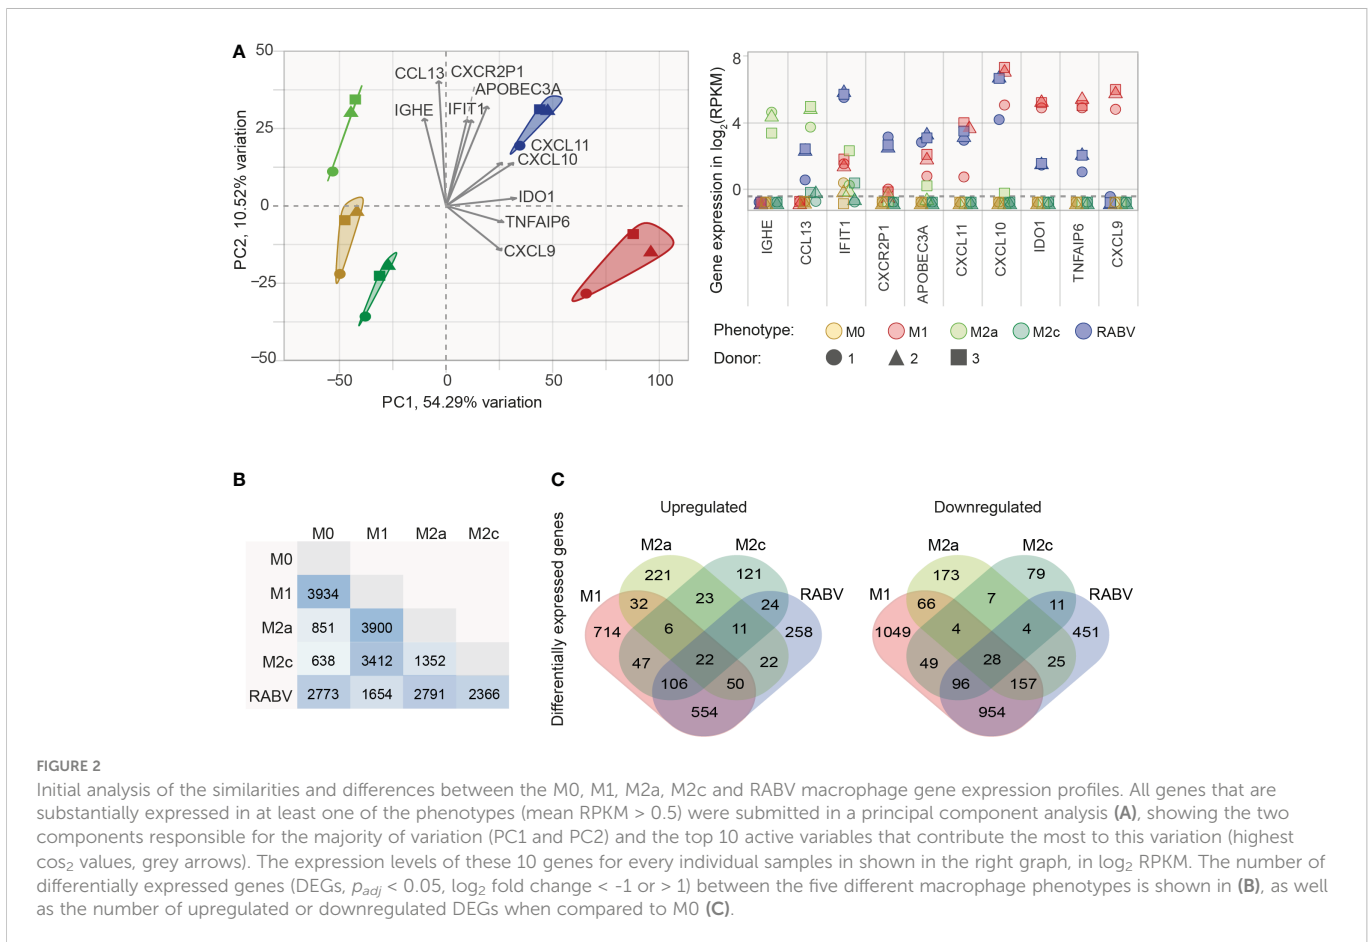 A
50
25
0
−25
−50
PC2, 10.52% variation
CCL13
CXCR2P1
APOBEC3A
IGHE
IFIT1
CXCL11
CXCL10
IDO1
TNFAIP6
CXCL9
−50
0
50
100
PC1, 54.29% variation
Gene expression in log2(RPKM)
8
4
0
IGHE
CCL13
IFIT1
CXCR2P1
APOBEC3A
CXCL11
CXCL10
IDO1
TNFAIP6
CXCL9
Phenotype: M0 M1 M2a M2c RABV
Donor: 1 2 3
B
M0 M1 M2a M2c
M0
M1 3934
M2a 851 3900
M2c 638 3412 1352
RABV 2773 1654 2791 2366
C
Differentially expressed genes
Upregulated
M2a M2c
M1 RABV
221 121
32 23 24
714 6 11 258
47 22 22
106 50
554
Downregulated
M2a M2c
M1 RABV
173 79
66 7 11
1049 4 4 451
49 28 25
96 157
954
FIGURE 2
Initial analysis of the similarities and differences between the M0, M1, M2a, M2c and RABV macrophage gene expression profiles. All genes that are
substantially expressed in at least one of the phenotypes (mean RPKM > 0.5) were submitted in a principal component analysis (A), showing the two
components responsible for the majority of variation (PC1 and PC2) and the top 10 active variables that contribute the most to this variation (highest
cos2 values, grey arrows). The expression levels of these 10 genes for every individual samples in shown in the right graph, in log2 RPKM. The number of
differentially expressed genes (DEGs, padj < 0.05, log2 fold change < -1 or > 1) between the five different macrophage phenotypes is shown in (B), as well
as the number of upregulated or downregulated DEGs when compared to M0 (C).